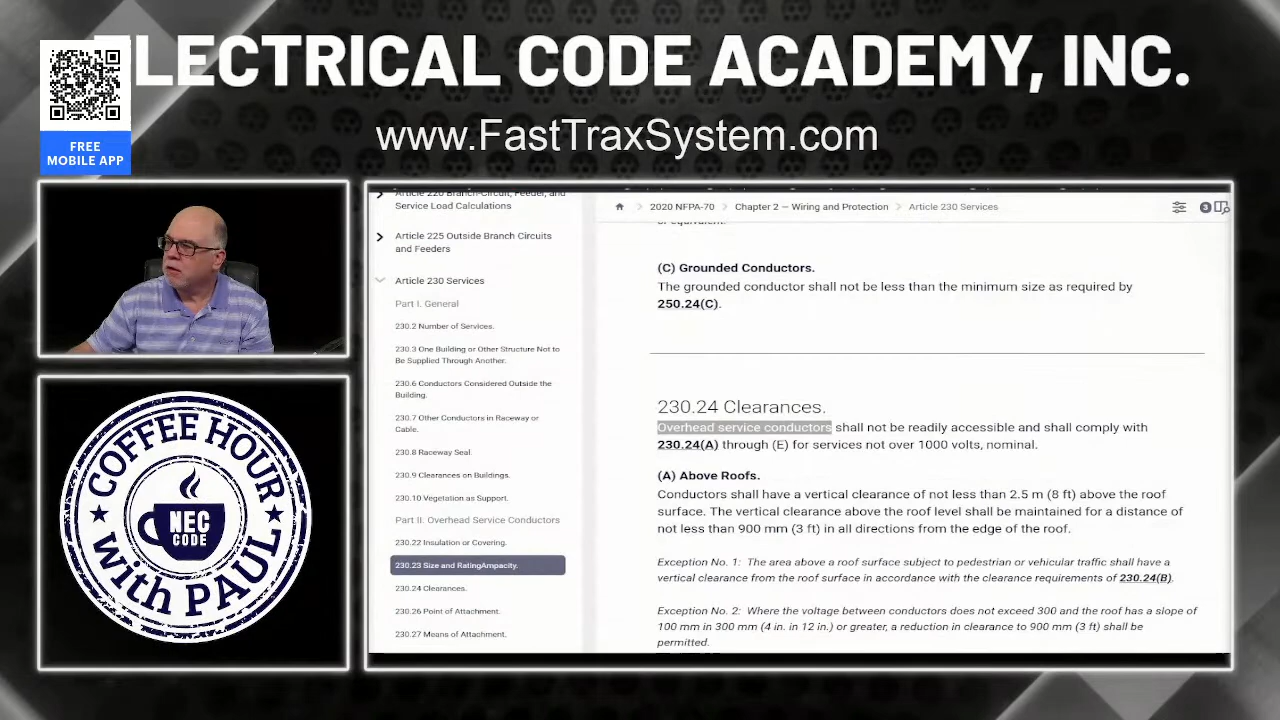 ELECTRICAL CODE ACADEMY, INC.
www.FastTraxSystem.com
FREE
MOBILE APP
COFFEE HOUR
NEC
CODE
with PAUL
Article 220 Branch-Circuit, Feeder, and
Service Load Calculations
Article 225 Outside Branch Circuits
and Feeders
Article 230 Services
Part I. General
230.2 Number of Services.
230.3 One Building or Other Structure Not to
Be Supplied Through Another.
230.6 Conductors Considered Outside the
Building.
230.7 Other Conductors in Raceway or
Cable.
230.8 Raceway Seal.
230.9 Clearances on Buildings.
230.10 Vegetation as Support.
Part II. Overhead Service Conductors
230.22 Insulation or Covering.
230.23 Size and RatingAmpacity.
230.24 Clearances.
230.26 Point of Attachment.
230.27 Means of Attachment.
2020 NFPA-70 > Chapter 2 — Wiring and Protection > Article 230 Services
3
or equivalent.
(C) Grounded Conductors.
The grounded conductor shall not be less than the minimum size as required by
250.24(C).
230.24 Clearances.
Overhead service conductors shall not be readily accessible and shall comply with
230.24(A) through (E) for services not over 1000 volts, nominal.
(A) Above Roofs.
Conductors shall have a vertical clearance of not less than 2.5 m (8 ft) above the roof
surface. The vertical clearance above the roof level shall be maintained for a distance of
not less than 900 mm (3 ft) in all directions from the edge of the roof.
Exception No. 1: The area above a roof surface subject to pedestrian or vehicular traffic shall have a
vertical clearance from the roof surface in accordance with the clearance requirements of 230.24(B).
Exception No. 2: Where the voltage between conductors does not exceed 300 and the roof has a slope of
100 mm in 300 mm (4 in. in 12 in.) or greater, a reduction in clearance to 900 mm (3 ft) shall be
permitted.